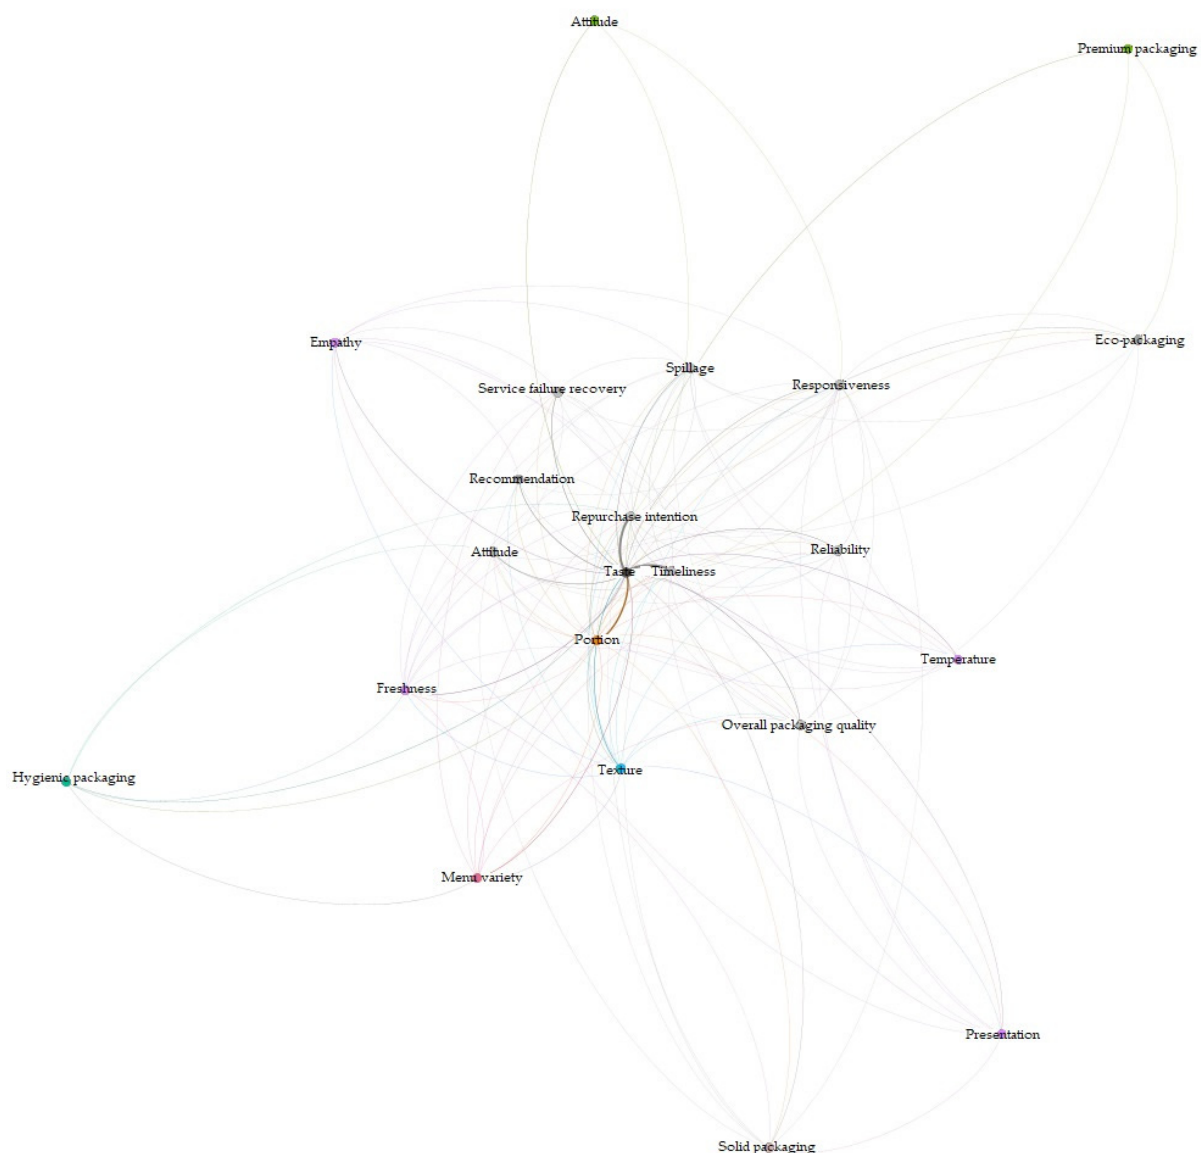 Attitude
Premium packaging
Empathy
Eco-packaging
Spillage
Service failure recovery
Responsiveness
Recommendation
Repurchase intention
Attitude
Reliability
Taste
Timeliness
Portion
Temperature
Freshness
Overall packaging quality
Texture
Hygienic packaging
Menu variety
Presentation
Solid packaging